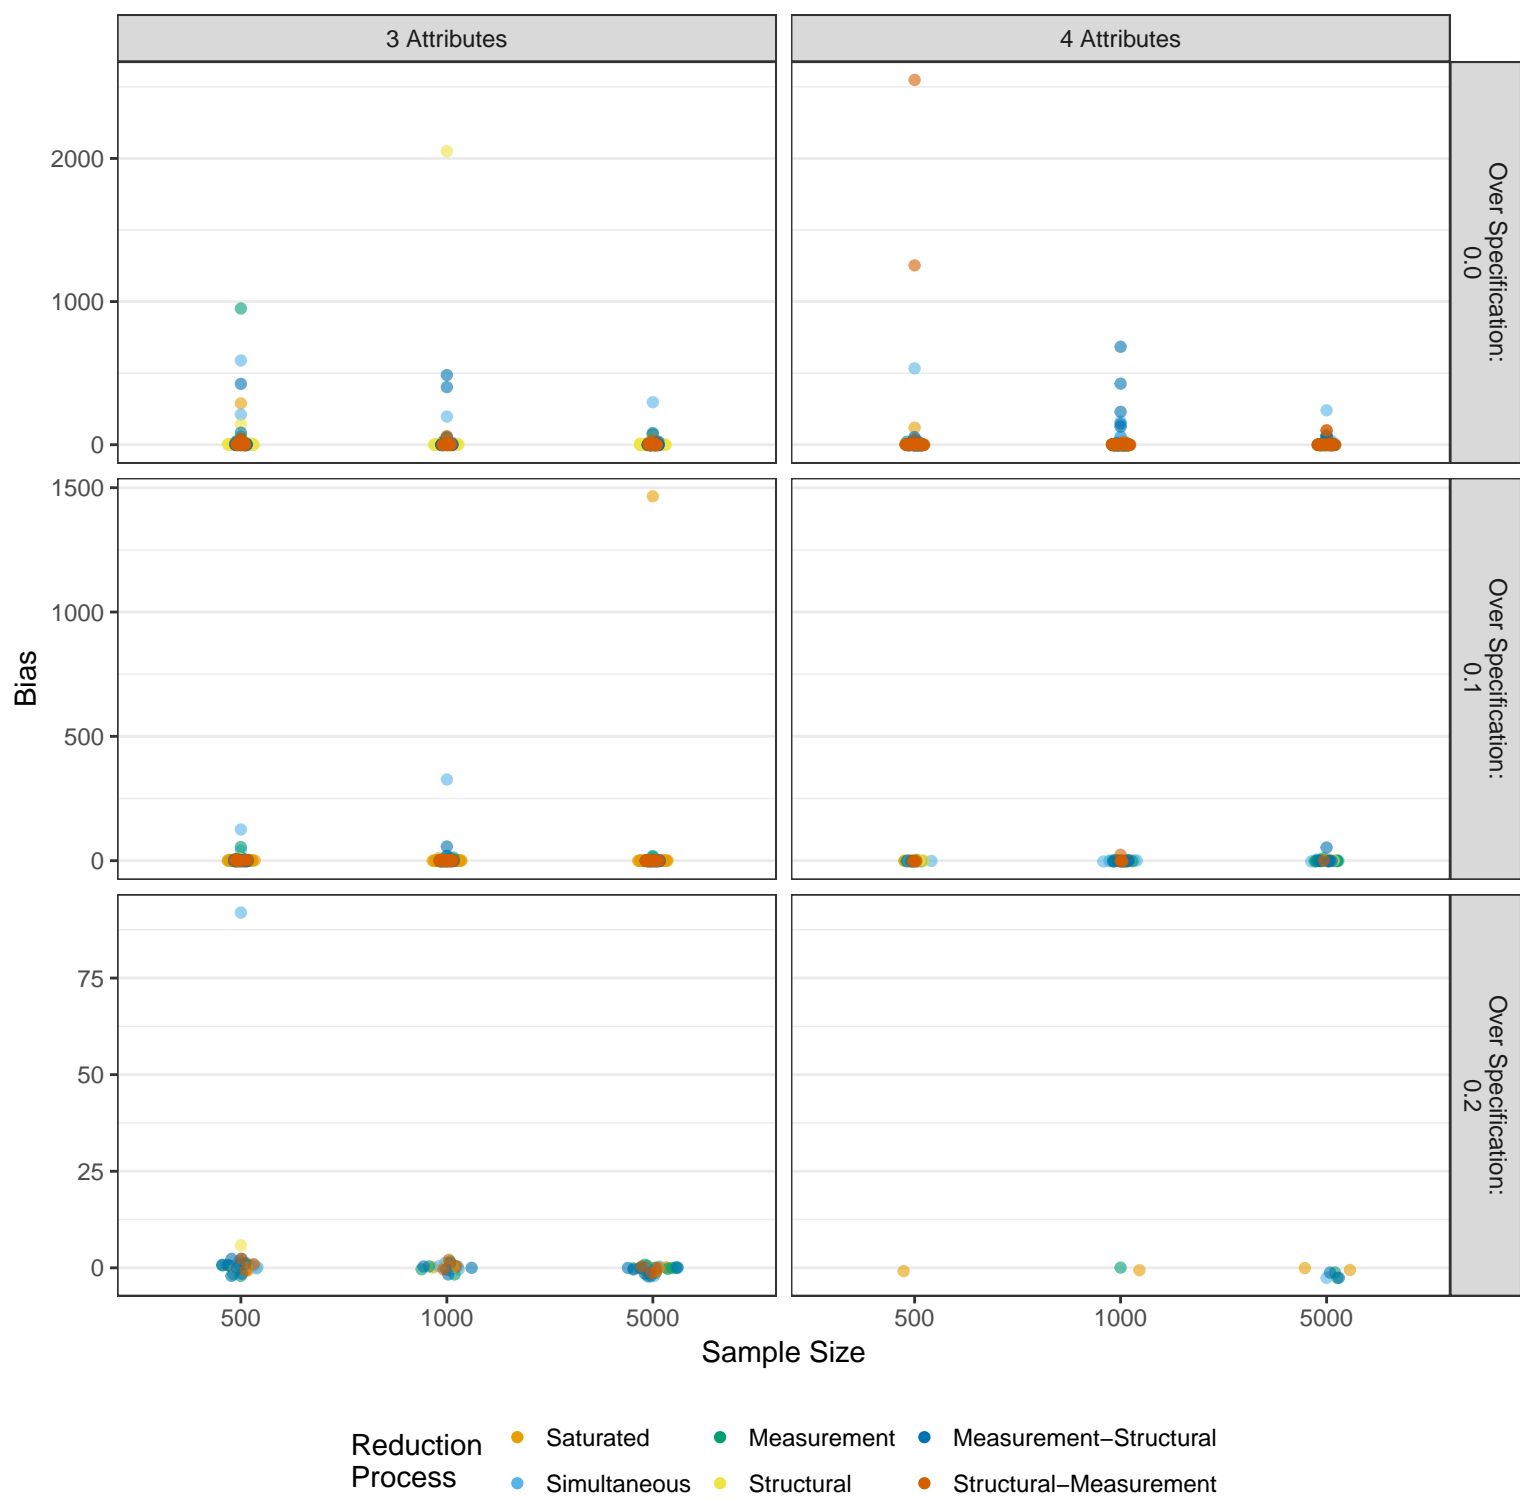 3 Attributes
4 Attributes
2000
1000
0
Over Specification:
0.0
1500
1000
500
0
Over Specification:
0.1
75
50
25
0
Over Specification:
0.2
Bias
500
1000
5000
500
1000
5000
Sample Size
Reduction
Process
Saturated
Measurement
Measurement−Structural
Simultaneous
Structural
Structural−Measurement